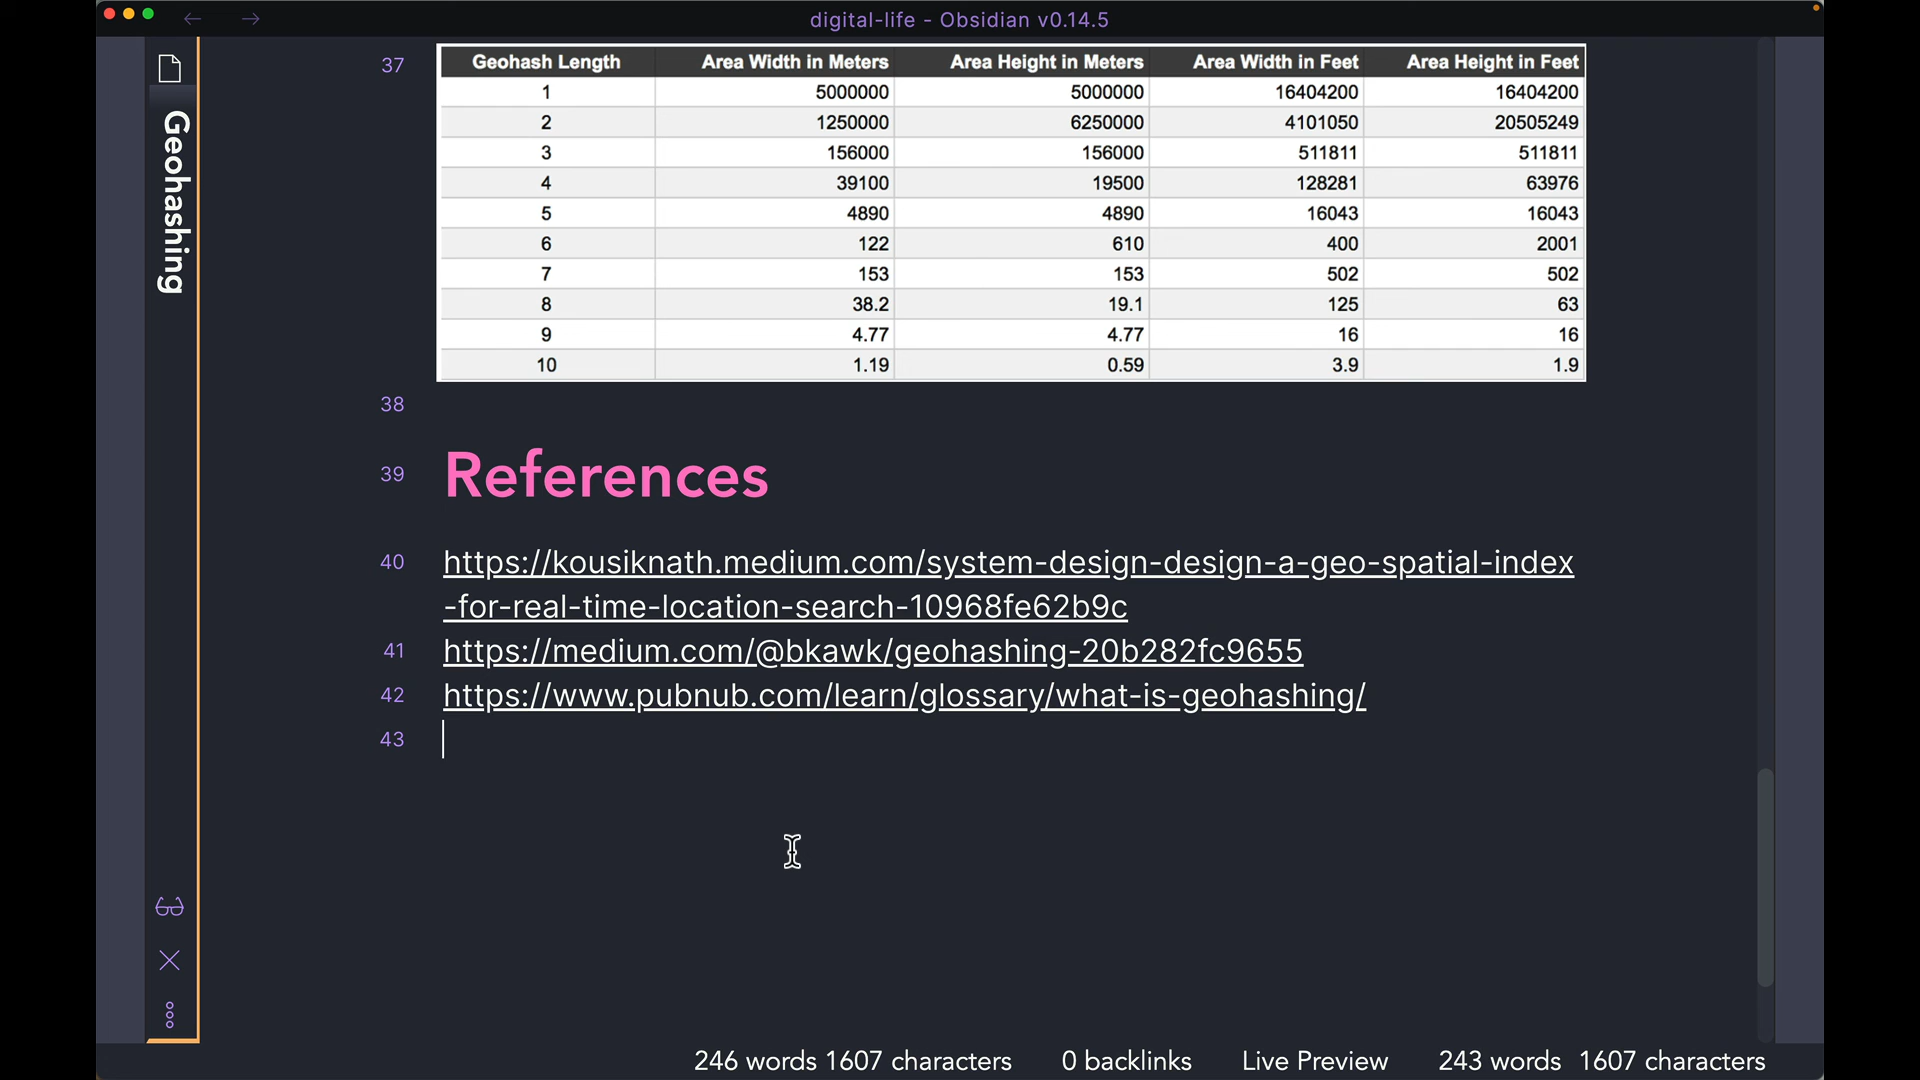 digital-life - Obsidian v0.14.5
Geohashing
37
Geohash Length Area Width in Meters Area Height in Meters Area Width in Feet Area Height in Feet
1 5000000 5000000 16404200 16404200
2 1250000 6250000 4101050 20505249
3 156000 156000 511811 511811
4 39100 19500 128281 63976
5 4890 4890 16043 16043
6 122 610 400 2001
7 153 153 502 502
8 38.2 19.1 125 63
9 4.77 4.77 16 16
10 1.19 0.59 3.9 1.9
38
39 References
40 https://kousiknath.medium.com/system-design-design-a-geo-spatial-index
-for-real-time-location-search-10968fe62b9c
41 https://medium.com/@bkawk/geohashing-20b282fc9655
42 https://www.pubnub.com/learn/glossary/what-is-geohashing/
43
246 words 1607 characters 0 backlinks Live Preview 243 words 1607 characters